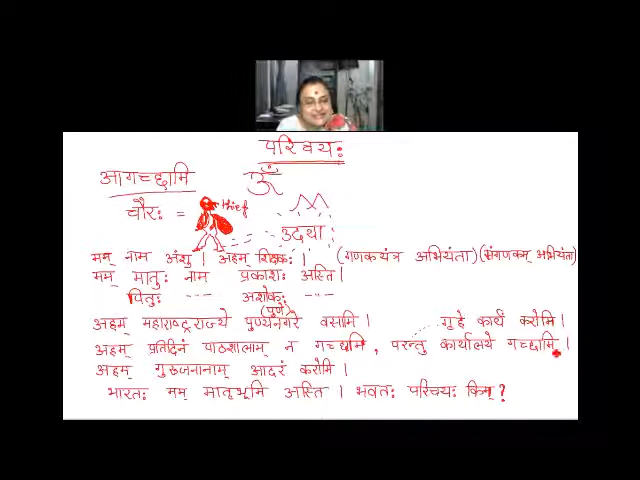 परिचयः
आगच्छामि ॐ
चौरः = thief
उदयाः
मम् नाम अंशु । अहम् शिक्षकः । (गणकयंत्र अभियंता) (संगणकम् अभियंता)
मम् मातुः नाम प्रकाशः अस्ति ।
पितुः --- अशोकः ---
(पुणे)
अहम् महाराष्ट्रराज्ये पुण्यनगरे वसामि । गृहे कार्यं करोमि ।
अहम् प्रतिदिनं पाठशालाम् न गच्छामि , परन्तु कार्यालये गच्छामि ।
अहम् गुरुजनानाम् आदरं करोमि ।
भारतः मम् मातृभूमि अस्ति । भवतः परिचयः किम् ?